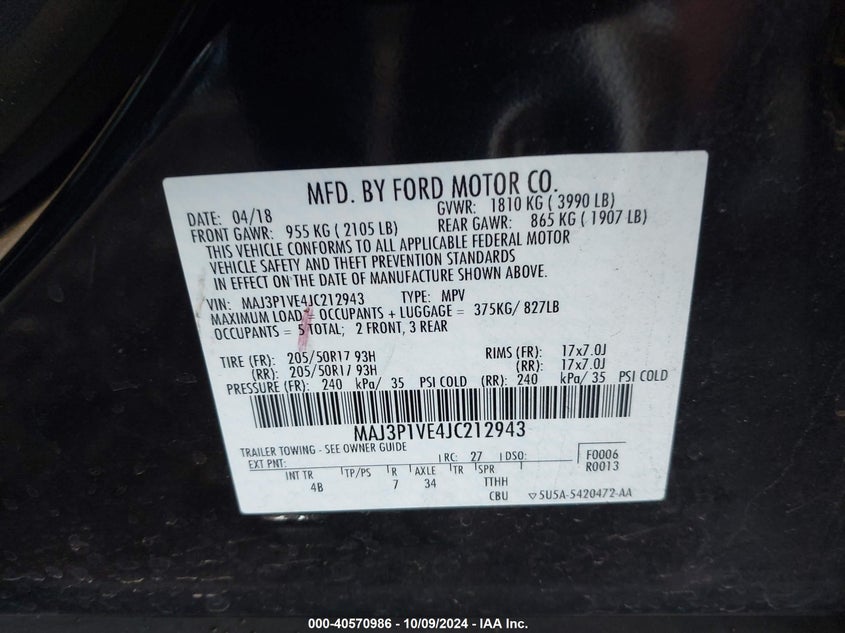 MFD. BY FORD MOTOR CO.
DATE: 04/18 GVWR: 1810 KG ( 3990 LB)
FRONT GAWR: 955 KG ( 2105 LB) REAR GAWR: 865 KG ( 1907 LB)
THIS VEHICLE CONFORMS TO ALL APPLICABLE FEDERAL MOTOR
VEHICLE SAFETY AND THEFT PREVENTION STANDARDS
IN EFFECT ON THE DATE OF MANUFACTURE SHOWN ABOVE.
VIN: MAJ3P1VE4JC212943 TYPE: MPV
MAXIMUM LOAD= OCCUPANTS + LUGGAGE = 375KG/ 827LB
OCCUPANTS = 5 TOTAL; 2 FRONT, 3 REAR
TIRE (FR): 205/50R17 93H RIMS (FR): 17x7.0J
(RR): 205/50R17 93H (RR): 17x7.0J
PRESSURE (FR): 240 kPa/ 35 PSI COLD (RR): 240 kPa/ 35 PSI COLD
MAJ3P1VE4JC212943
TRAILER TOWING - SEE OWNER GUIDE
EXT PNT: RC: 27 DSO: F0006
R0013
INT TR TP/PS R AXLE TR SPR
4B 7 34 TTHH
CBU ▽5U5A-5420472-AA
000-40570986 - 10/09/2024 - IAA Inc.